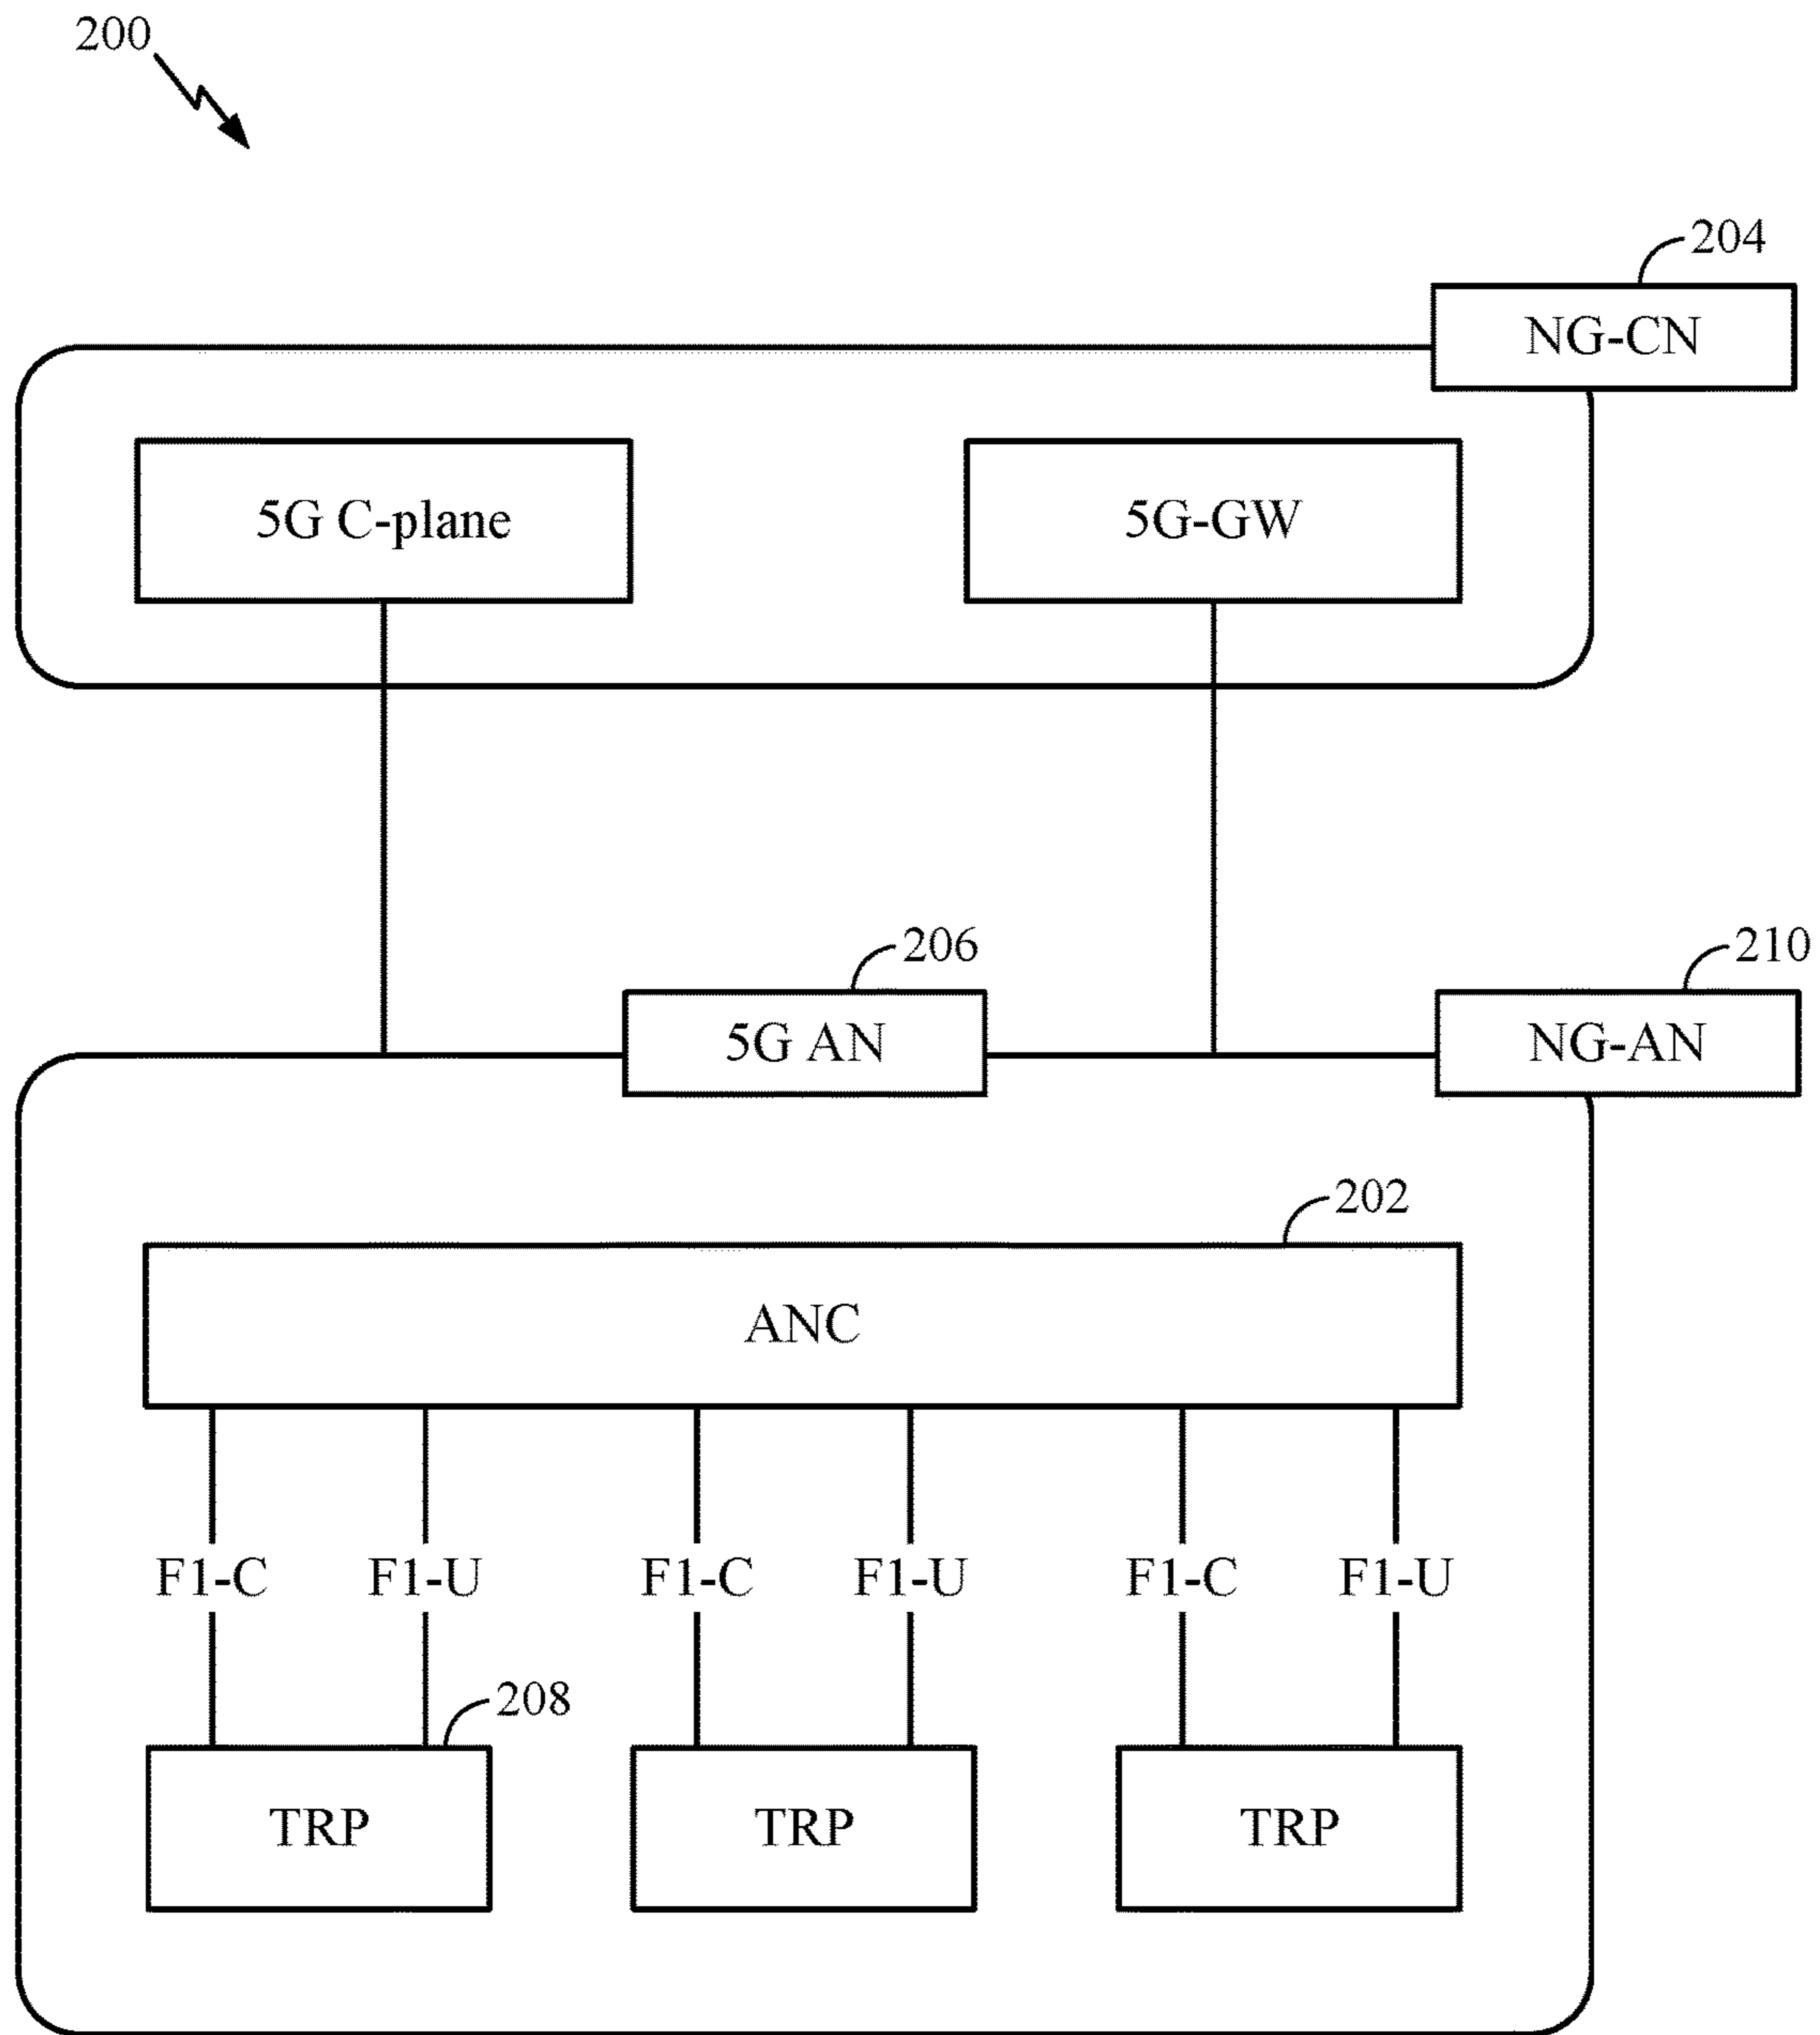 200
204
NG-CN
5G C-plane
5G-GW
206
210
5G AN
NG-AN
202
ANC
F1-C F1-U F1-C F1-U F1-C F1-U
208
TRP TRP TRP